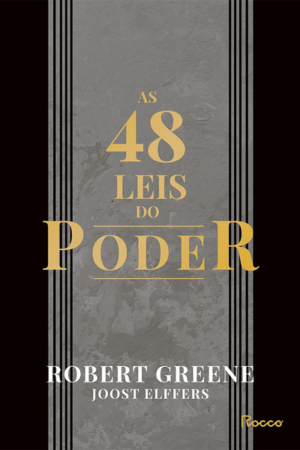 AS
48
LEIS
DO
PODER
ROBERT GREENE
JOOST ELFFERS
Rocco